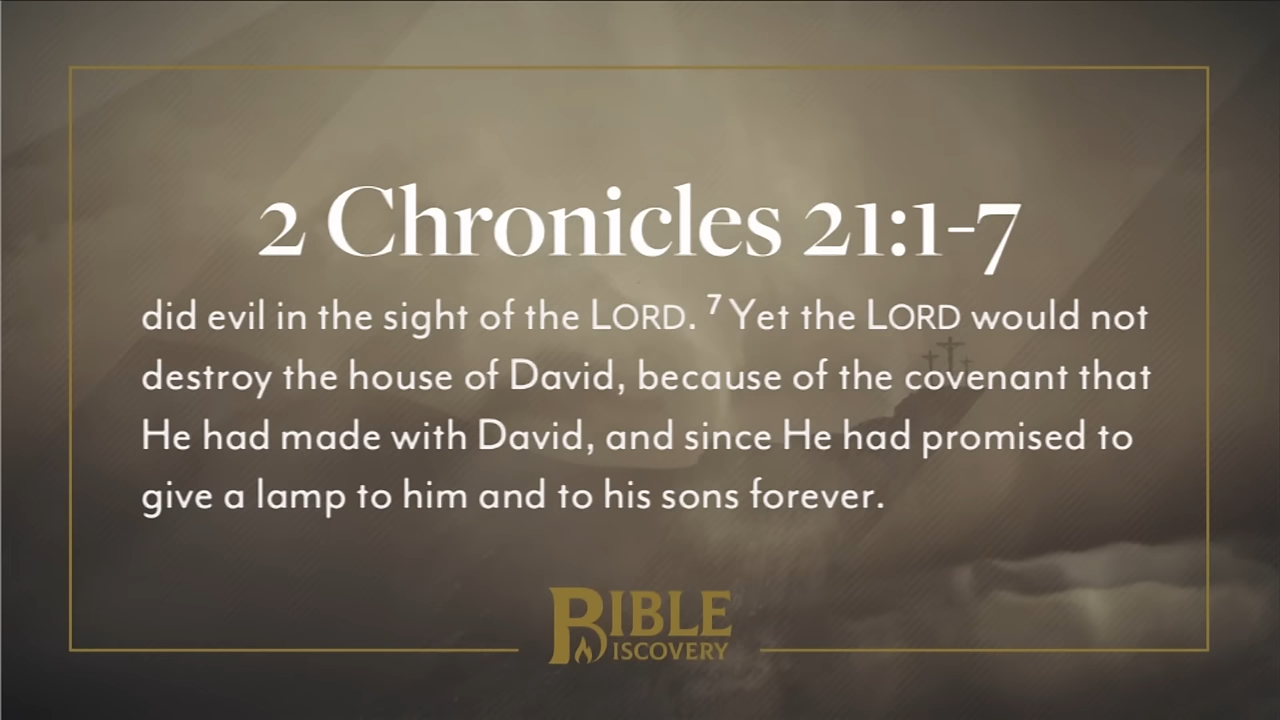 2 Chronicles 21:1-7
did evil in the sight of the LORD. ⁷ Yet the LORD would not
destroy the house of David, because of the covenant that
He had made with David, and since He had promised to
give a lamp to him and to his sons forever.
BIBLE
DISCOVERY